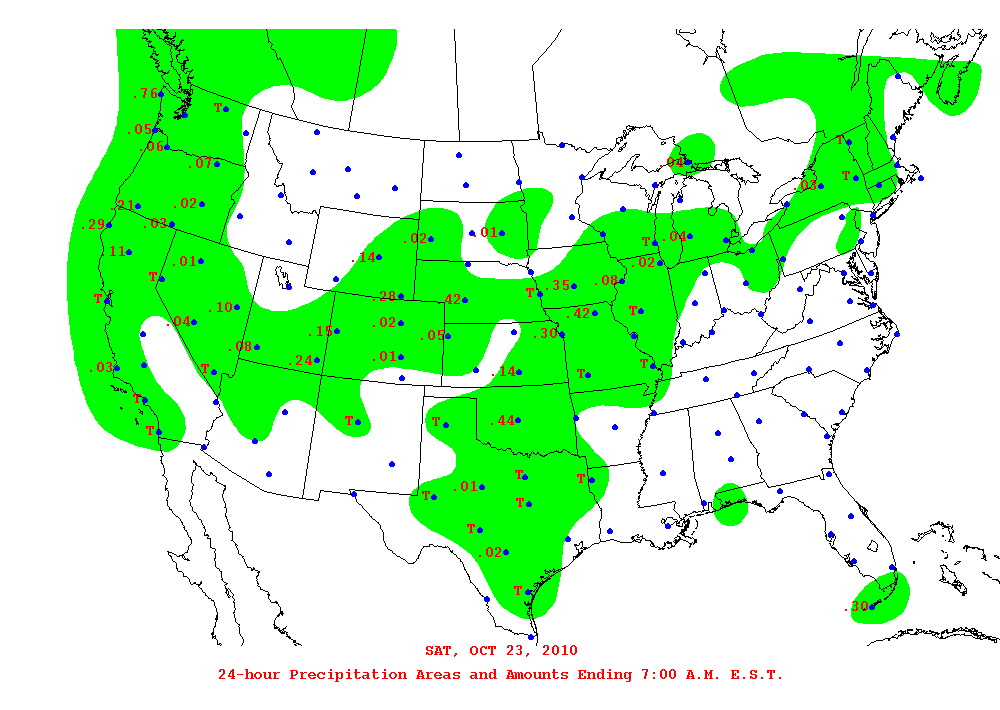 .76
T
.05
.06
.07
.04
T
T
.03
.21
.02
.29
.03
.02
.01
T
.04
.11
.14
.01
.02
T
.10
.35
.08
T
.28
.42
T
.42
T
.04
.02
.15
.05
.30
.08
.24
.01
T
.03
.14
T
T
T
T
T
T
.44
T
T
.01
T
T
T
.02
T
.30
SAT, OCT 23, 2010
24-hour Precipitation Areas and Amounts Ending 7:00 A.M. E.S.T.